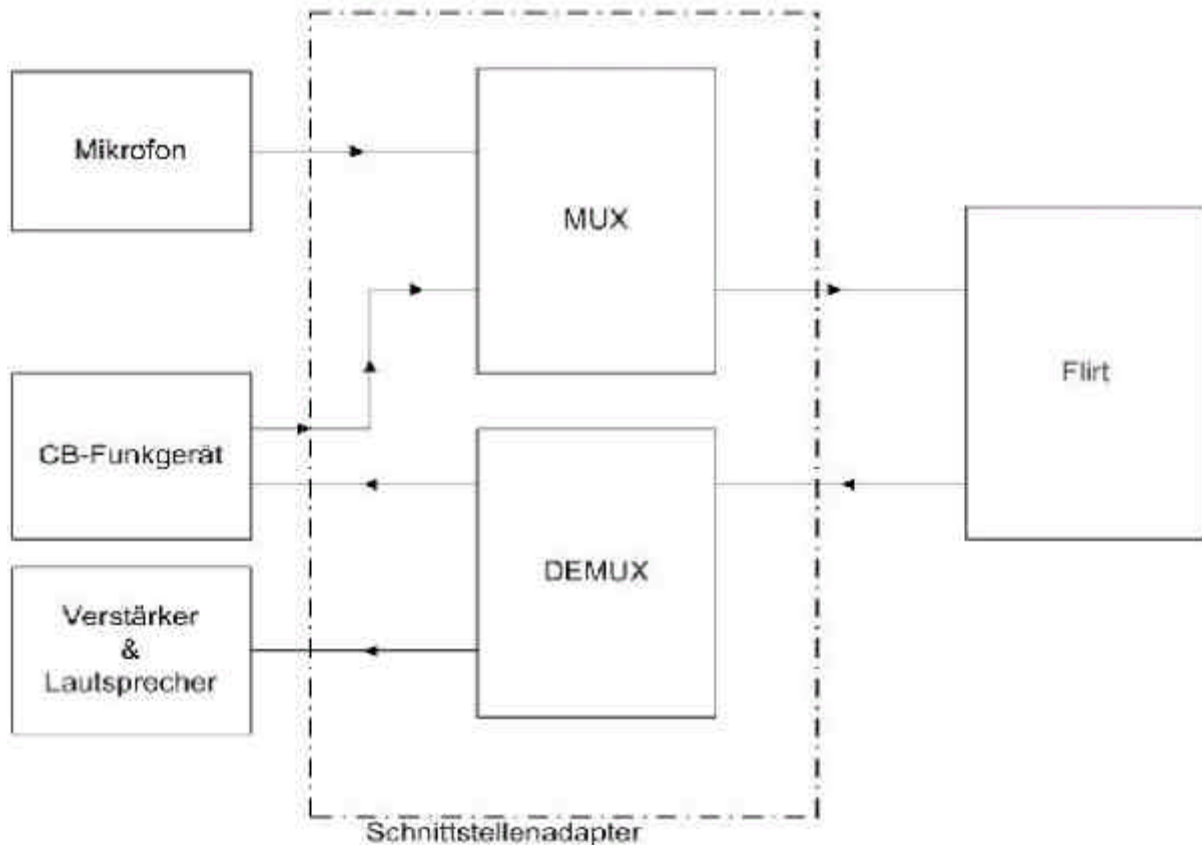 Mikrofon
MUX
Flirt
CB-Funkgerät
DEMUX
Verstärker
&
Lautsprecher
Schnittstellenadapter